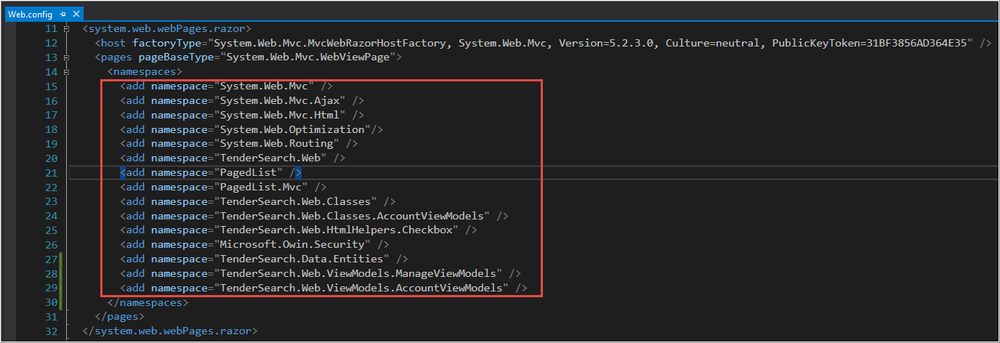 Web.config
11 <system.web.webPages.razor>
12 <host factoryType="System.Web.Mvc.MvcWebRazorHostFactory, System.Web.Mvc, Version=5.2.3.0, Culture=neutral, PublicKeyToken=31BF3856AD364E35" />
13 <pages pageBaseType="System.Web.Mvc.WebViewPage">
14 <namespaces>
15 <add namespace="System.Web.Mvc" />
16 <add namespace="System.Web.Mvc.Ajax" />
17 <add namespace="System.Web.Mvc.Html" />
18 <add namespace="System.Web.Optimization"/>
19 <add namespace="System.Web.Routing" />
20 <add namespace="TenderSearch.Web" />
21 <add namespace="PagedList" />
22 <add namespace="PagedList.Mvc" />
23 <add namespace="TenderSearch.Web.Classes" />
24 <add namespace="TenderSearch.Web.Classes.AccountViewModels" />
25 <add namespace="TenderSearch.Web.HtmlHelpers.Checkbox" />
26 <add namespace="Microsoft.Owin.Security" />
27 <add namespace="TenderSearch.Data.Entities" />
28 <add namespace="TenderSearch.Web.ViewModels.ManageViewModels" />
29 <add namespace="TenderSearch.Web.ViewModels.AccountViewModels" />
30 </namespaces>
31 </pages>
32 </system.web.webPages.razor>